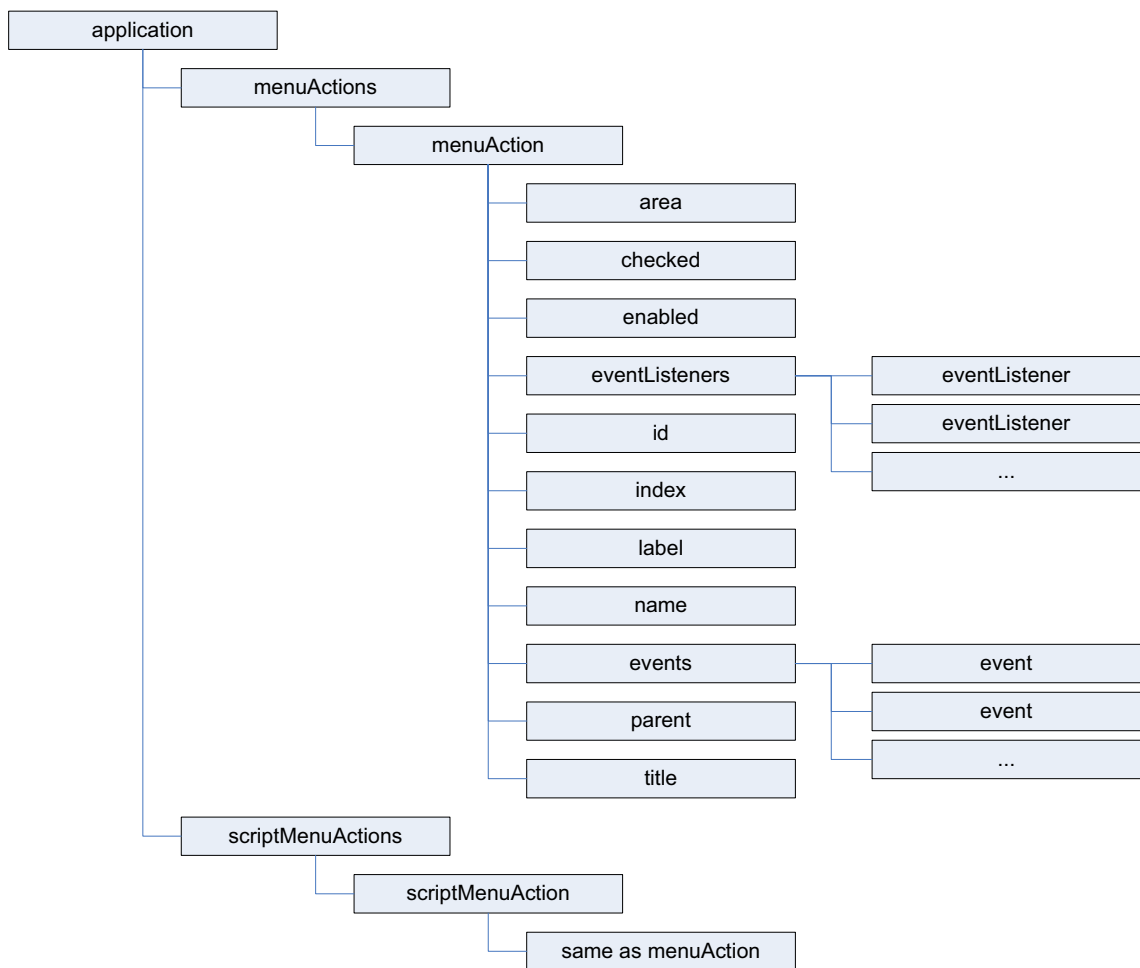 application
menuActions
menuAction
area
checked
enabled
eventListeners
eventListener
eventListener
...
id
index
label
name
events
event
event
...
parent
title
scriptMenuActions
scriptMenuAction
same as menuAction